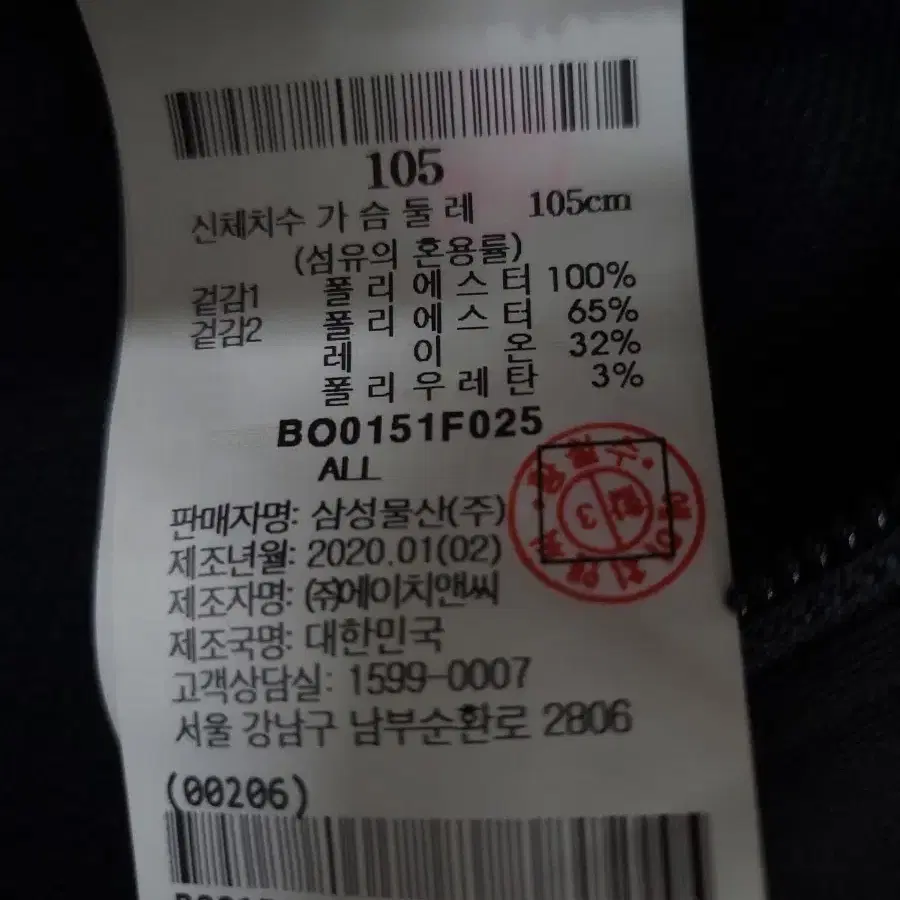 105
신체치수 가 슴 둘 레 105cm
(섬유의 혼용률)
겉감1 폴 리 에 스 터 100%
겉감2 폴 리 에 스 터 65%
레 이 온 32%
폴 리 우 레 탄 3%
BO0151F025
ALL
판매자명: 삼성물산(주)
제조년월: 2020.01(02)
제조자명: (주)에이치앤씨
제조국명: 대한민국
고객상담실: 1599-0007
서울 강남구 남부순환로 2806
(00206)